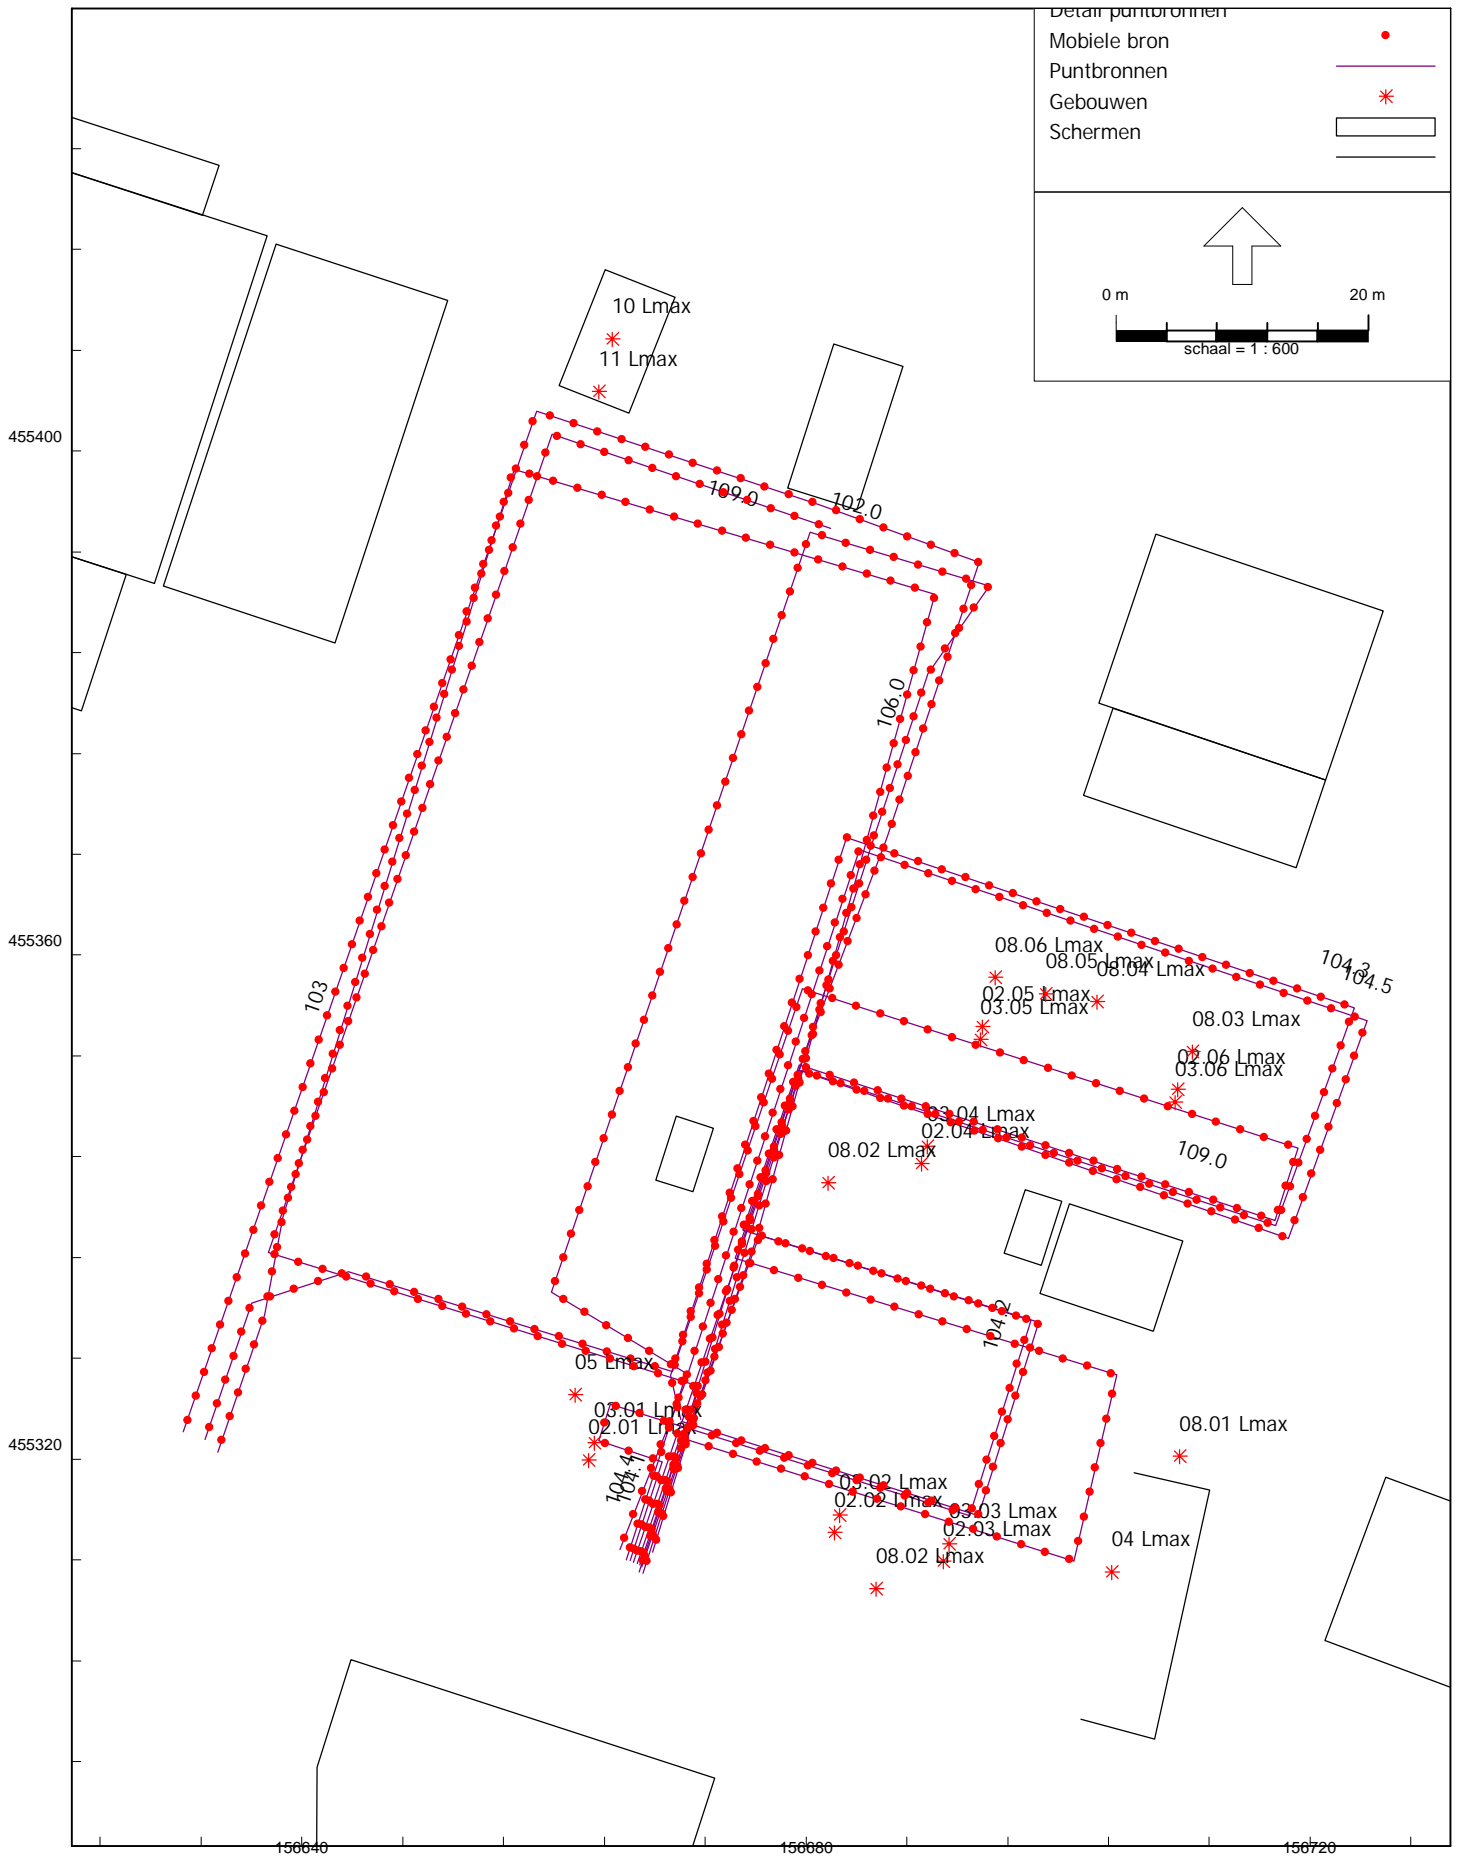 Detail puntbronnen
Mobiele bron
Puntbronnen
Gebouwen
Schermen
0 m 20 m
schaal = 1 : 600
10 Lmax
11 Lmax
455400
109.0
102.0
106.0
455360
104.3
104.5
08.06 Lmax
08.05 Lmax
08.04 Lmax
02.05 Lmax
03.05 Lmax
08.03 Lmax
02.06 Lmax
03.06 Lmax
103
03.04 Lmax
02.04 Lmax
08.02 Lmax
109.0
104.2
05 Lmax
03.01 Lmax
02.01 Lmax
08.01 Lmax
455320
104.4
104.1
03.02 Lmax
02.02 Lmax
03.03 Lmax
02.03 Lmax
04 Lmax
08.02 Lmax
156640
156680
156720